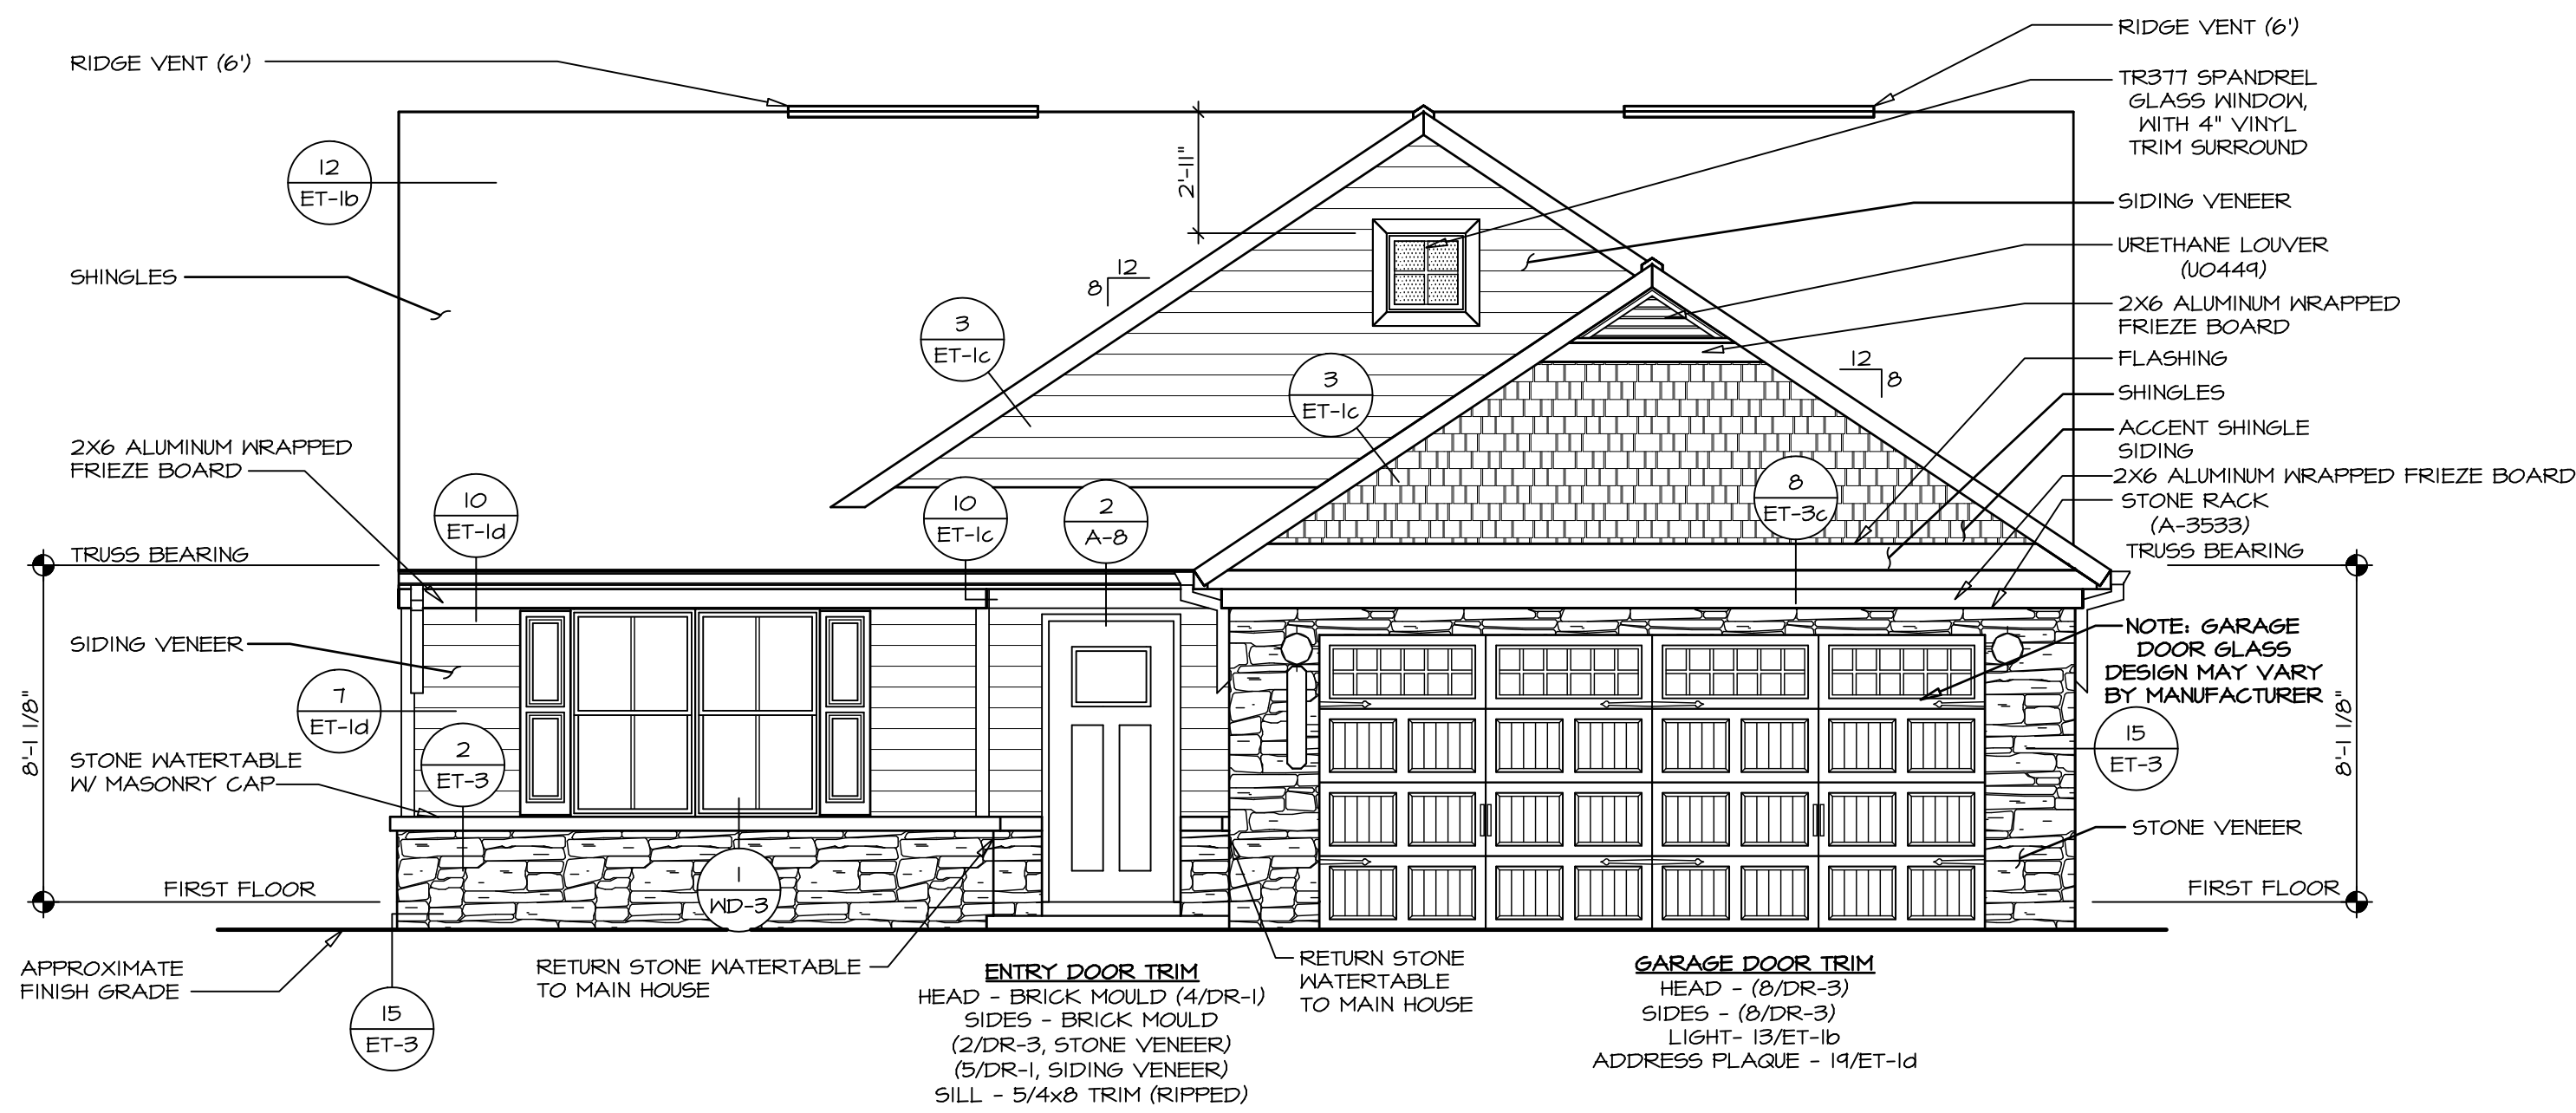 RIDGE VENT (6')
12
ET-1b
SHINGLES
2X6 ALUMINUM WRAPPED
FRIEZE BOARD
10
ET-1d
TRUSS BEARING
SIDING VENEER
7
ET-1d
8'-1 1/8"
2
ET-3
STONE WATERTABLE
W/ MASONRY CAP
FIRST FLOOR
APPROXIMATE
FINISH GRADE
15
ET-3
1
WD-3
RETURN STONE WATERTABLE
TO MAIN HOUSE
2'-11"
12
8
3
ET-1c
3
ET-1c
10
ET-1c
2
A-8
8
ET-3c
12
8
ENTRY DOOR TRIM
HEAD - BRICK MOULD (4/DR-1)
SIDES - BRICK MOULD
(2/DR-3, STONE VENEER)
(5/DR-1, SIDING VENEER)
SILL - 5/4x8 TRIM (RIPPED)
RETURN STONE
WATERTABLE
TO MAIN HOUSE
GARAGE DOOR TRIM
HEAD - (8/DR-3)
SIDES - (8/DR-3)
LIGHT- 13/ET-1b
ADDRESS PLAQUE - 19/ET-1d
RIDGE VENT (6')
TR377 SPANDREL
GLASS WINDOW,
WITH 4" VINYL
TRIM SURROUND
SIDING VENEER
URETHANE LOUVER
(UO449)
2X6 ALUMINUM WRAPPED
FRIEZE BOARD
FLASHING
SHINGLES
ACCENT SHINGLE
SIDING
2X6 ALUMINUM WRAPPED FRIEZE BOARD
STONE RACK
(A-3533)
TRUSS BEARING
NOTE: GARAGE
DOOR GLASS
DESIGN MAY VARY
BY MANUFACTURER
8'-1 1/8"
15
ET-3
STONE VENEER
FIRST FLOOR